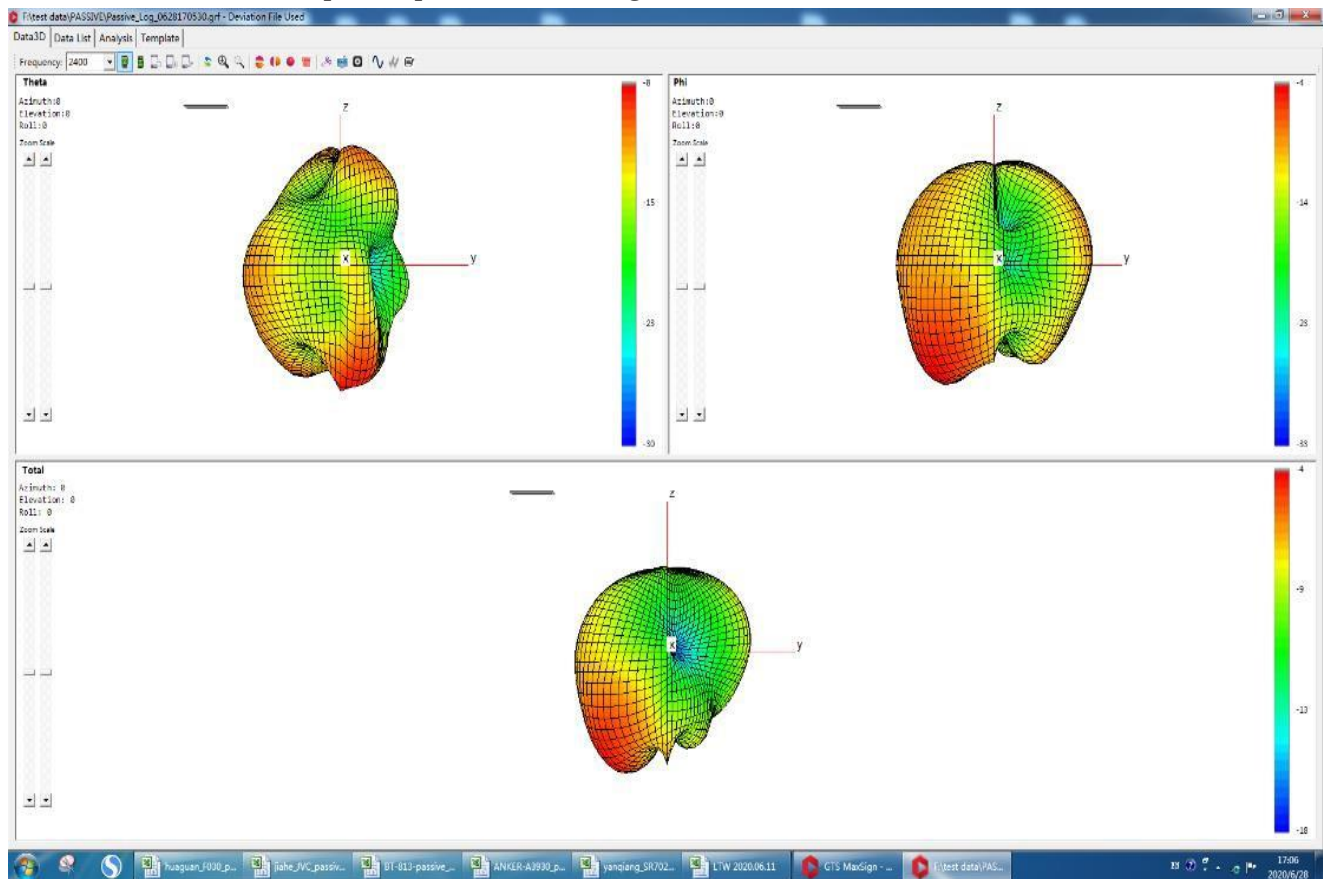 F:\test data\PASSIVE\Passive_Log_0628170530.grf - Deviation File Used
Data3D Data List Analysis Template
Frequency: 2400
Theta
Azimuth:0
Elevation:0
Roll:0
Zoom Scale
z
x
y
-8
-15
-23
-30
Phi
Azimuth:0
Elevation:0
Roll:0
Zoom Scale
z
x
y
-4
-14
-23
-33
Total
Azimuth: 0
Elevation: 0
Roll: 0
Zoom Scale
z
x
y
-4
-9
-13
-18
huaguan_F030_p... jiahe_JVC_passiv... BT-813-passive_... ANKER-A3930_p... yanqiang_SR702... LTW 2020.06.11 GTS MaxSign - ... F:\test data\PAS...
17:06
2020/6/28